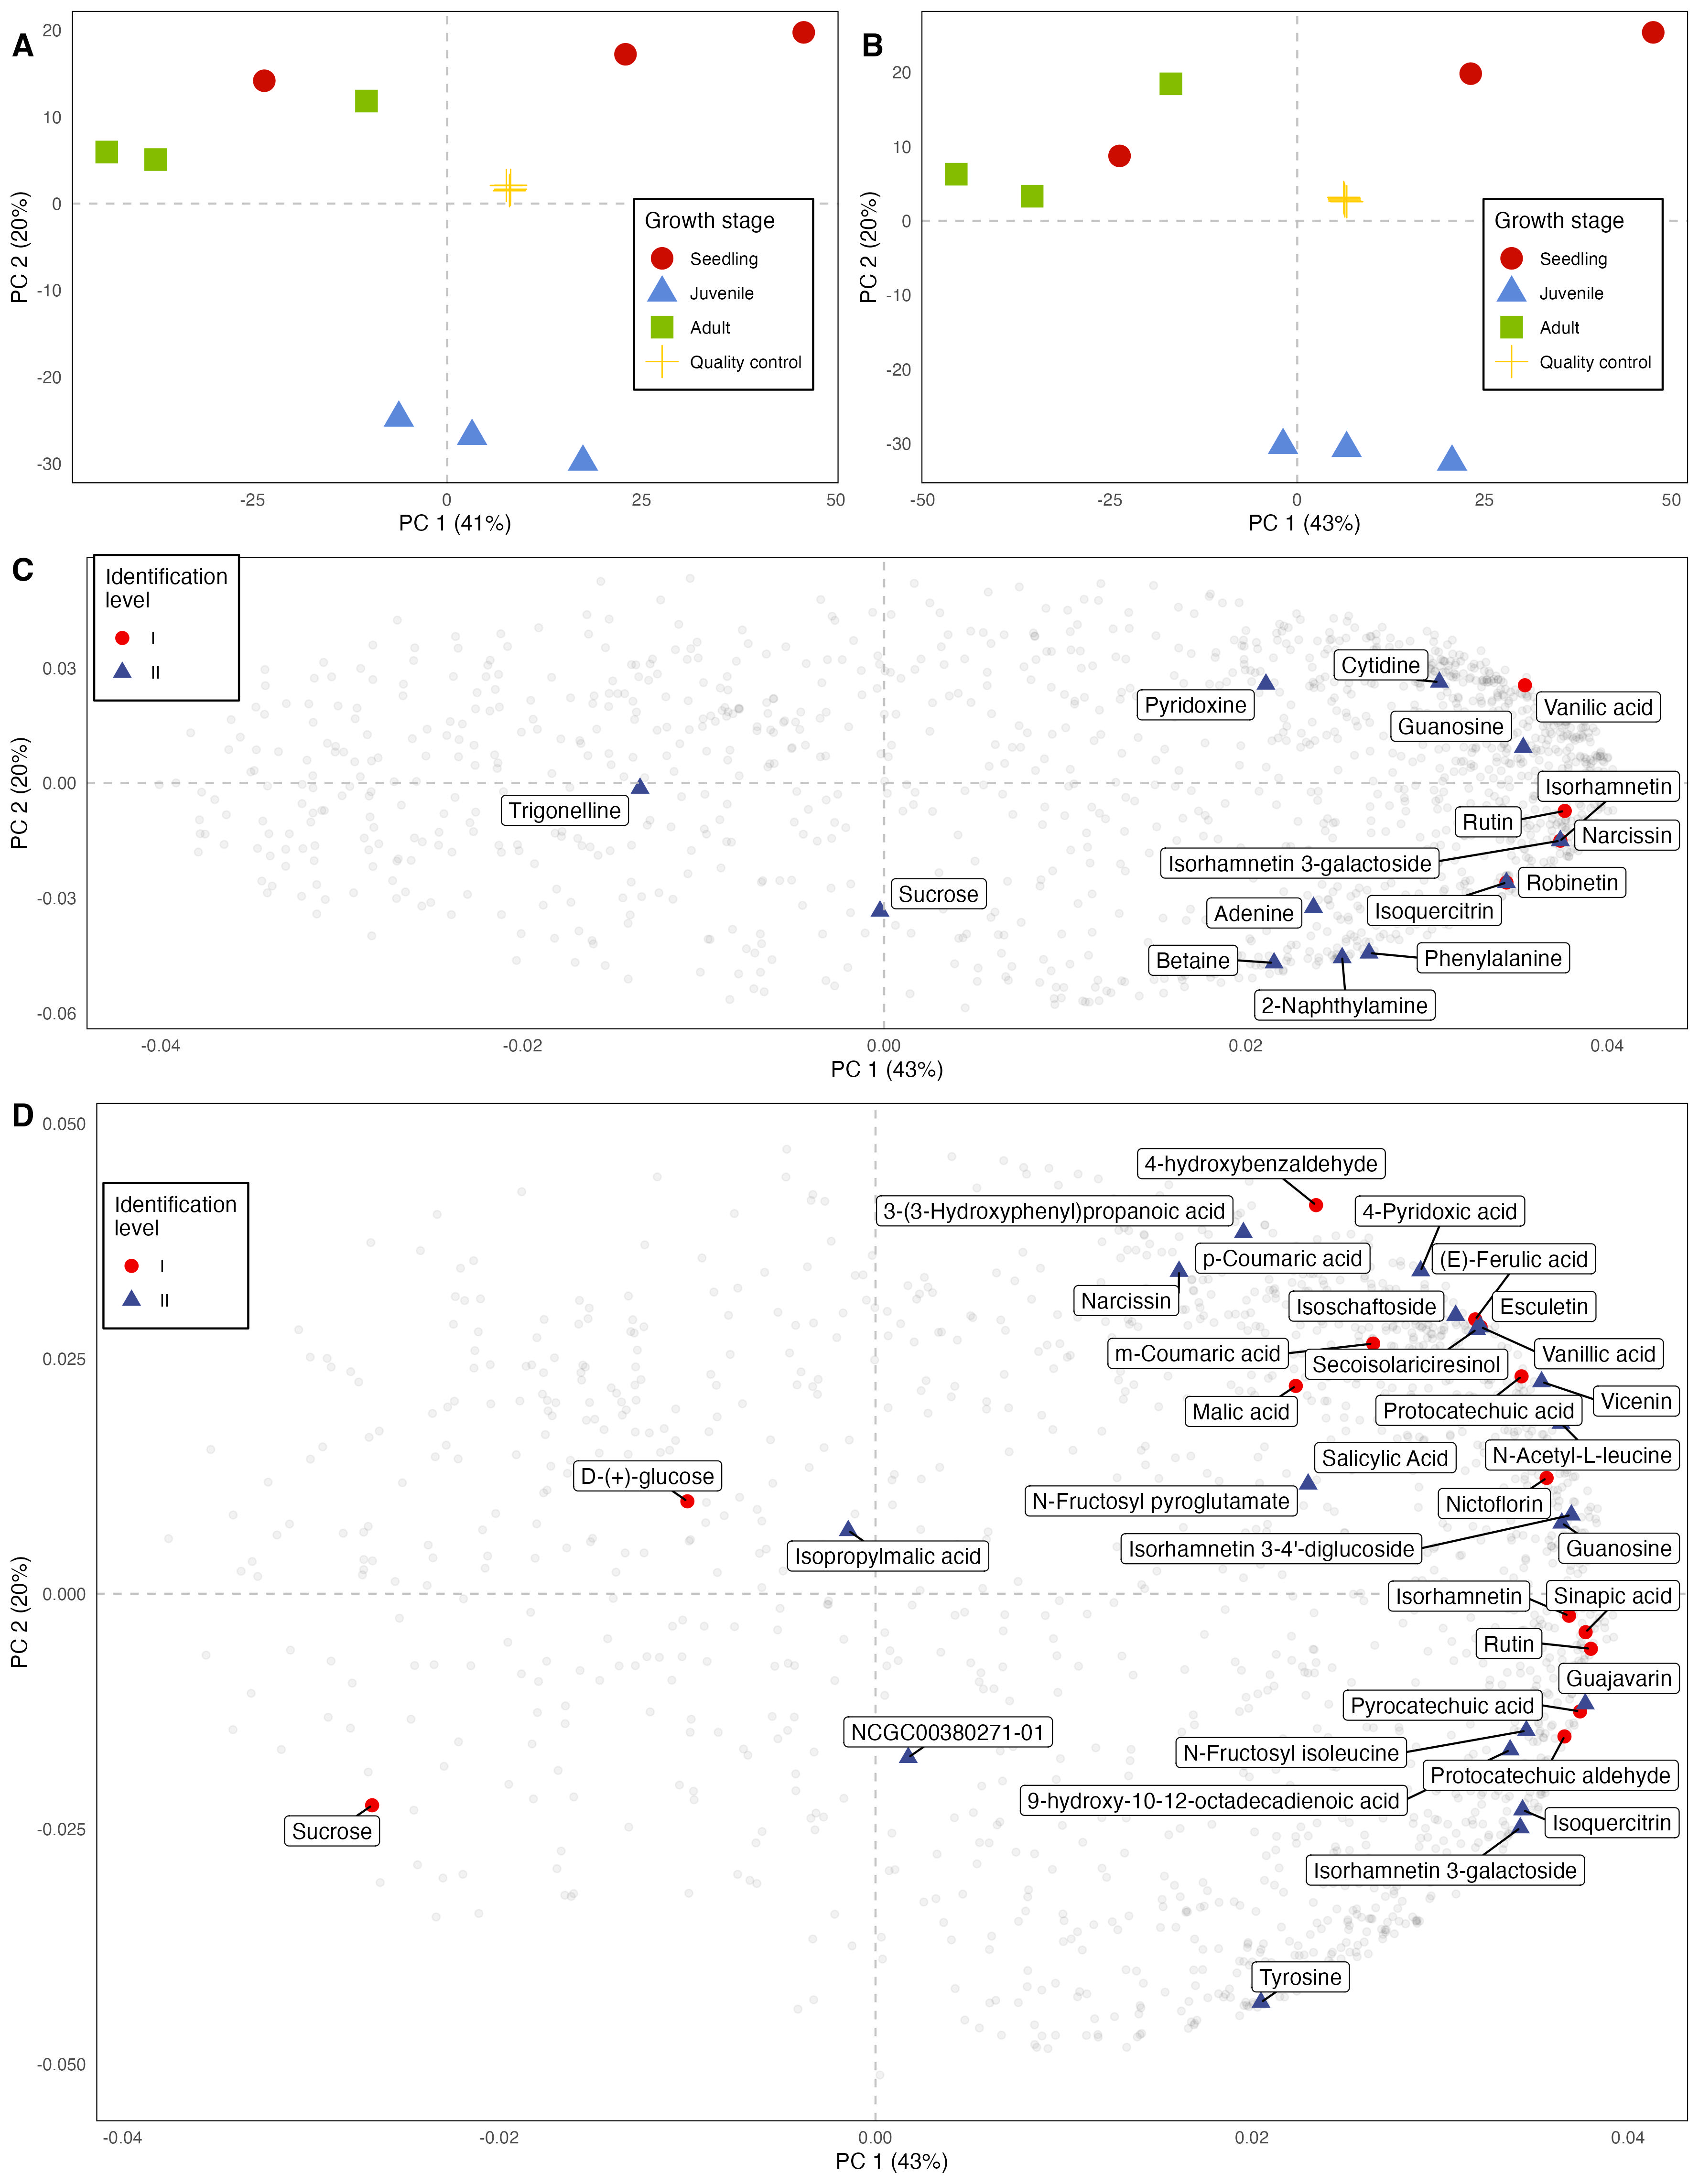 A
20
10
0
-10
-20
-30
PC 2 (20%)
-25
0
25
50
PC 1 (41%)
Growth stage
Seedling
Juvenile
Adult
Quality control
B
20
10
0
-10
-20
-30
PC 2 (20%)
-50
-25
0
25
50
PC 1 (43%)
Growth stage
Seedling
Juvenile
Adult
Quality control
C
Identification
level
I
II
0.03
0.00
-0.03
-0.06
PC 2 (20%)
Cytidine
Pyridoxine
Vanilic acid
Guanosine
Isorhamnetin
Trigonelline
Rutin
Narcissin
Isorhamnetin 3-galactoside
Robinetin
Sucrose
Adenine
Isoquercitrin
Betaine
Phenylalanine
2-Naphthylamine
-0.04
-0.02
0.00
0.02
0.04
PC 1 (43%)
D
Identification
level
I
II
0.050
0.025
0.000
-0.025
-0.050
PC 2 (20%)
4-hydroxybenzaldehyde
3-(3-Hydroxyphenyl)propanoic acid
4-Pyridoxic acid
p-Coumaric acid
(E)-Ferulic acid
Narcissin
Isoschaftoside
Esculetin
m-Coumaric acid
Secoisolariciresinol
Vanillic acid
Malic acid
Protocatechuic acid
Vicenin
Salicylic Acid
N-Acetyl-L-leucine
D-(+)-glucose
N-Fructosyl pyroglutamate
Nictoflorin
Isopropylmalic acid
Isorhamnetin 3-4'-diglucoside
Guanosine
Isorhamnetin
Sinapic acid
Rutin
Guajavarin
Pyrocatechuic acid
NCGC00380271-01
N-Fructosyl isoleucine
Protocatechuic aldehyde
9-hydroxy-10-12-octadecadienoic acid
Sucrose
Isoquercitrin
Isorhamnetin 3-galactoside
Tyrosine
-0.04
-0.02
0.00
0.02
0.04
PC 1 (43%)